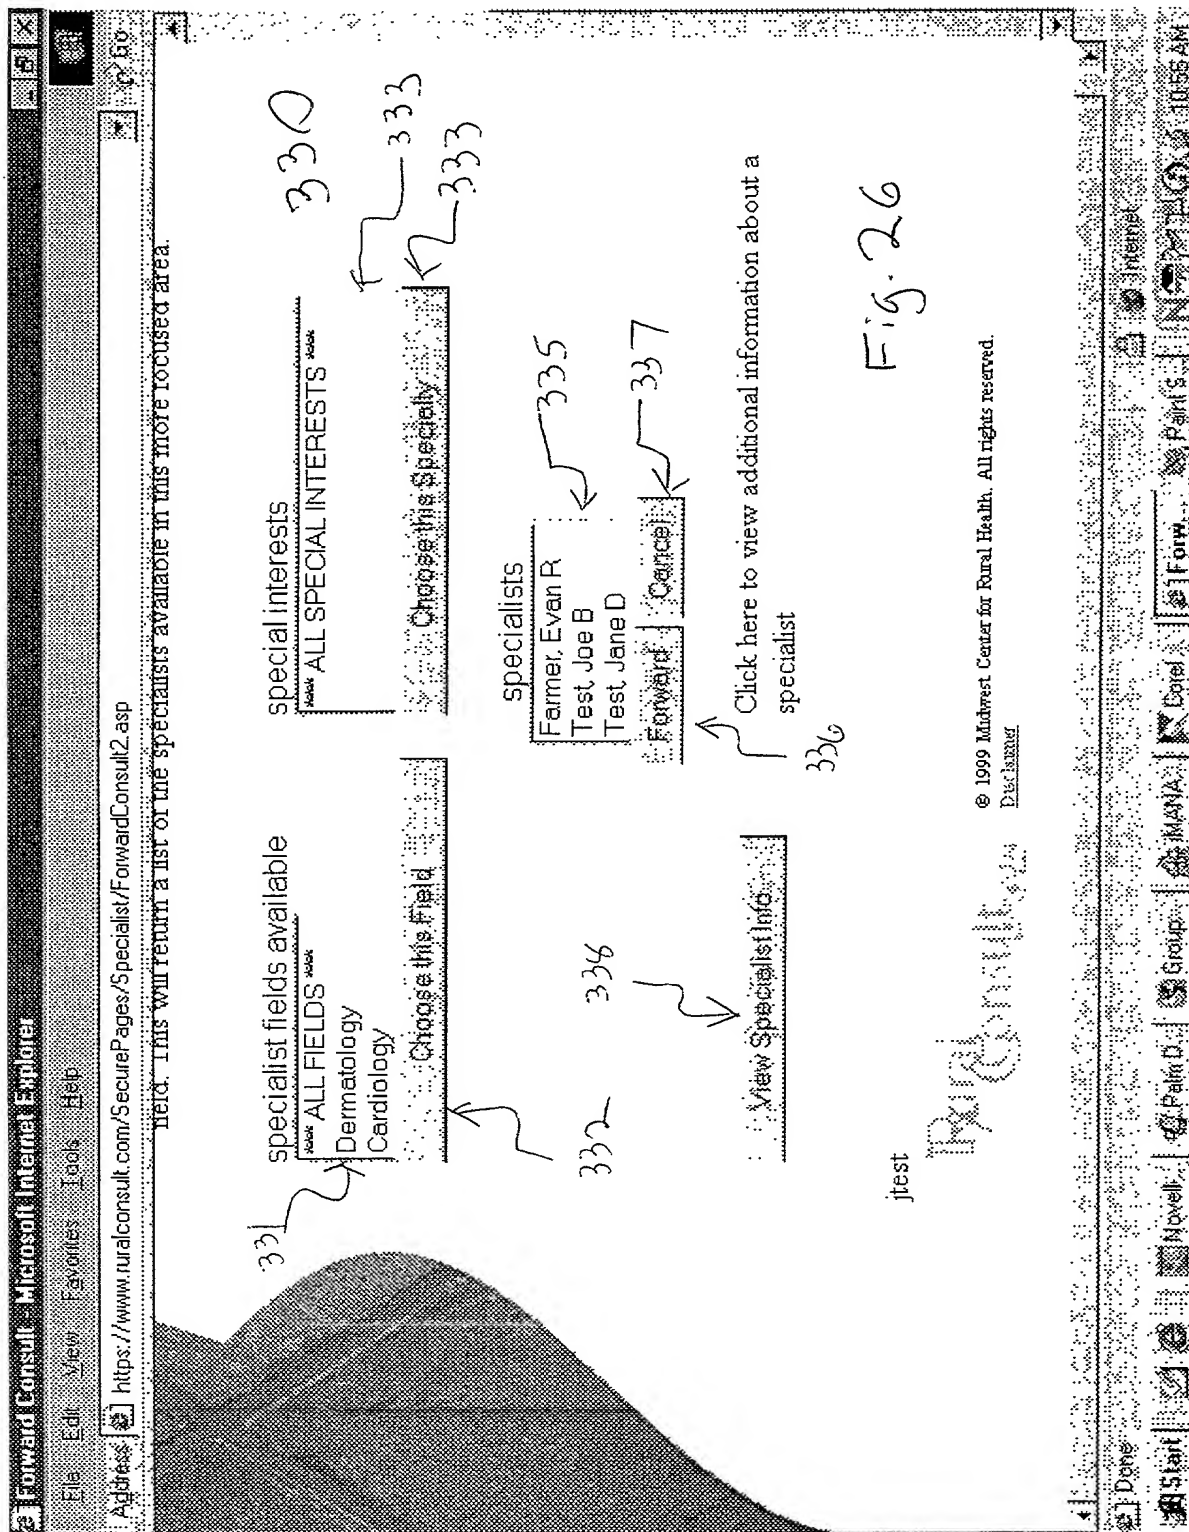 Forward Consult - Microsoft Internet Explorer
File Edit View Favorites Tools Help
Address https://www.ruralconsult.com/SecurePages/Specialist/ForwardConsult2.asp Go
field. This will return a list of the specialists available in this more focused area.
330
specialist fields available
*** ALL FIELDS ***
Dermatology
Cardiology
Choose this Field
331
332
special interests
*** ALL SPECIAL INTERESTS ***
Choose this Specialty
333
333
specialists
Farmer, Evan R
Test, Joe B
Test, Jane D
Forward Cancel
335
337
336
338
View Specialist Info
Click here to view additional information about a
specialist
jtest
Rural
Consult
© 1999 Midwest Center for Rural Health. All rights reserved.
Disclaimer
Fig. 26
Done Internet
Start Novell... Palm D... Group... iMANA... Corel Forw... Paint S... 10:56 AM